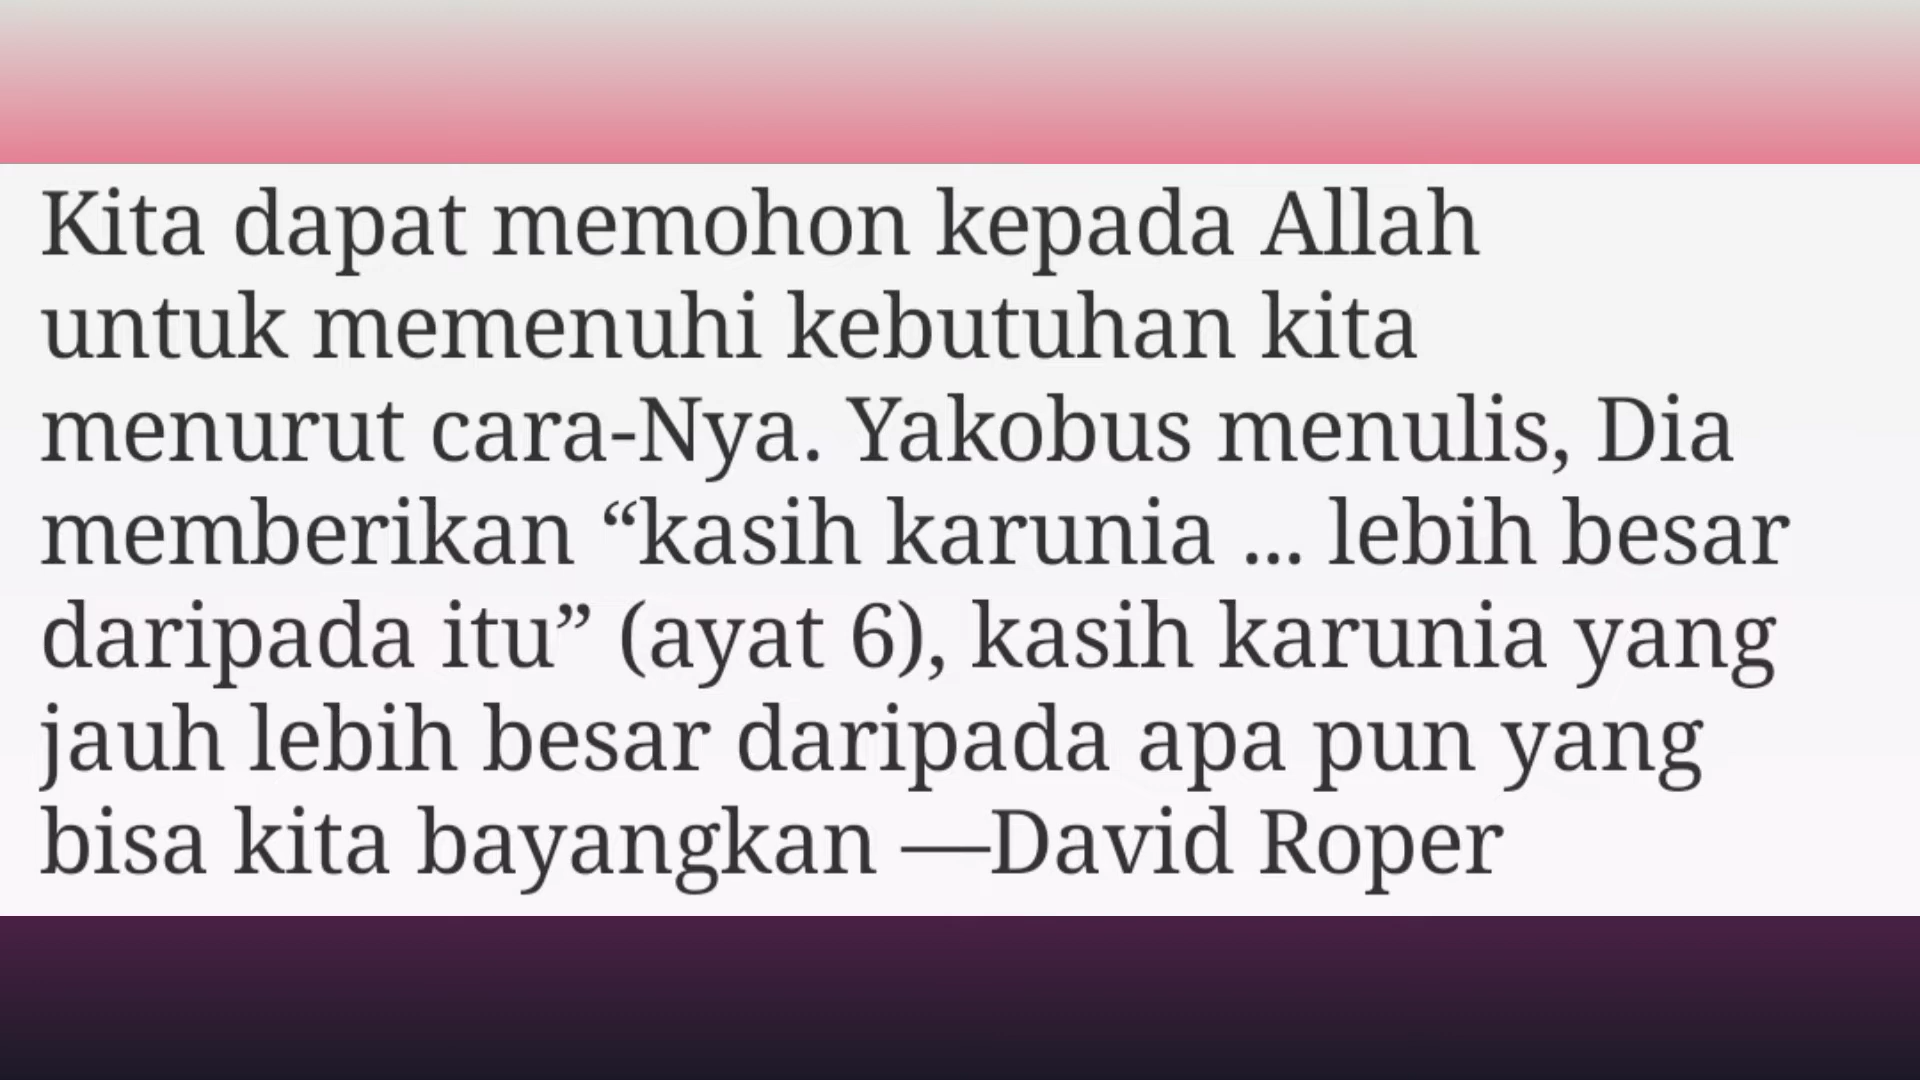 Kita dapat memohon kepada Allah
untuk memenuhi kebutuhan kita
menurut cara-Nya. Yakobus menulis, Dia
memberikan “kasih karunia ... lebih besar
daripada itu” (ayat 6), kasih karunia yang
jauh lebih besar daripada apa pun yang
bisa kita bayangkan —David Roper